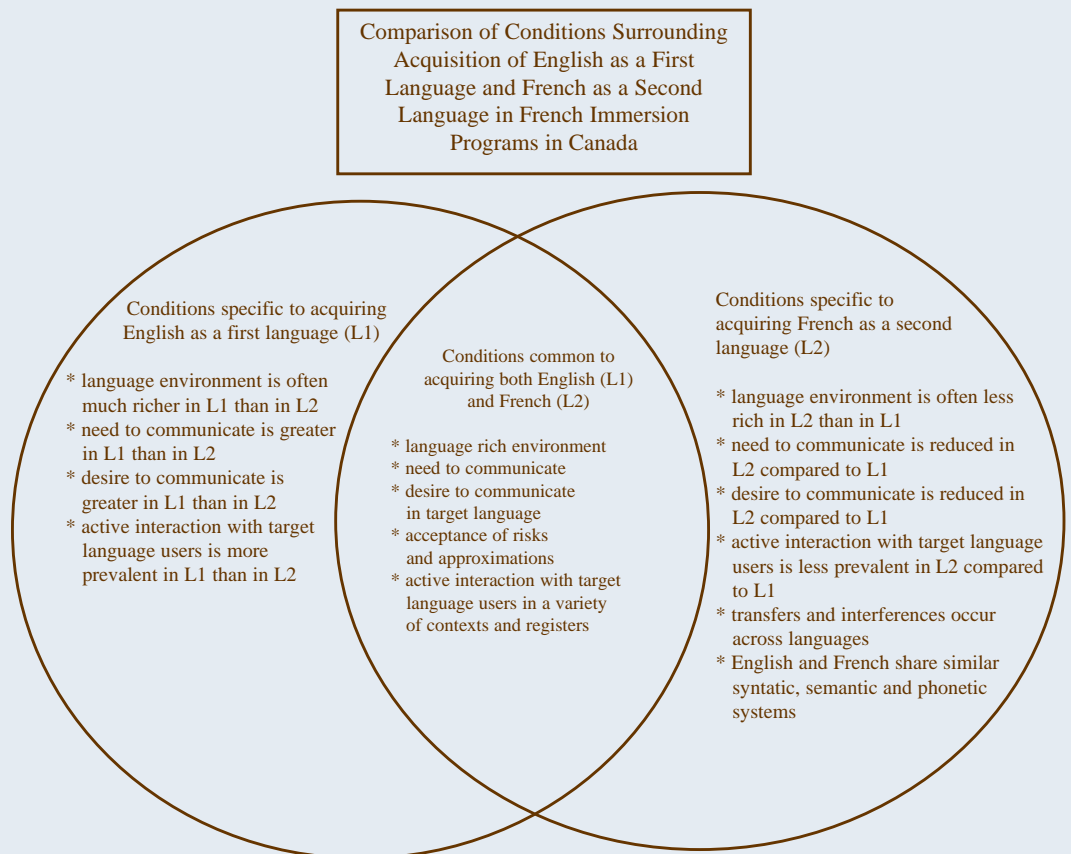 Comparison of Conditions Surrounding
Acquisition of English as a First
Language and French as a Second
Language in French Immersion
Programs in Canada
Conditions specific to acquiring
English as a first language (L1)
* language environment is often
much richer in L1 than in L2
* need to communicate is greater
in L1 than in L2
* desire to communicate is
greater in L1 than in L2
* active interaction with target
language users is more
prevalent in L1 than in L2
Conditions common to
acquiring both English (L1)
and French (L2)
* language rich environment
* need to communicate
* desire to communicate
in target language
* acceptance of risks
and approximations
* active interaction with target
language users in a variety
of contexts and registers
Conditions specific to
acquiring French as a second
language (L2)
* language environment is often less
rich in L2 than in L1
* need to communicate is reduced in
L2 compared to L1
* desire to communicate is reduced in
L2 compared to L1
* active interaction with target language
users is less prevalent in L2 compared
to L1
* transfers and interferences occur
across languages
* English and French share similar
syntatic, semantic and phonetic
systems